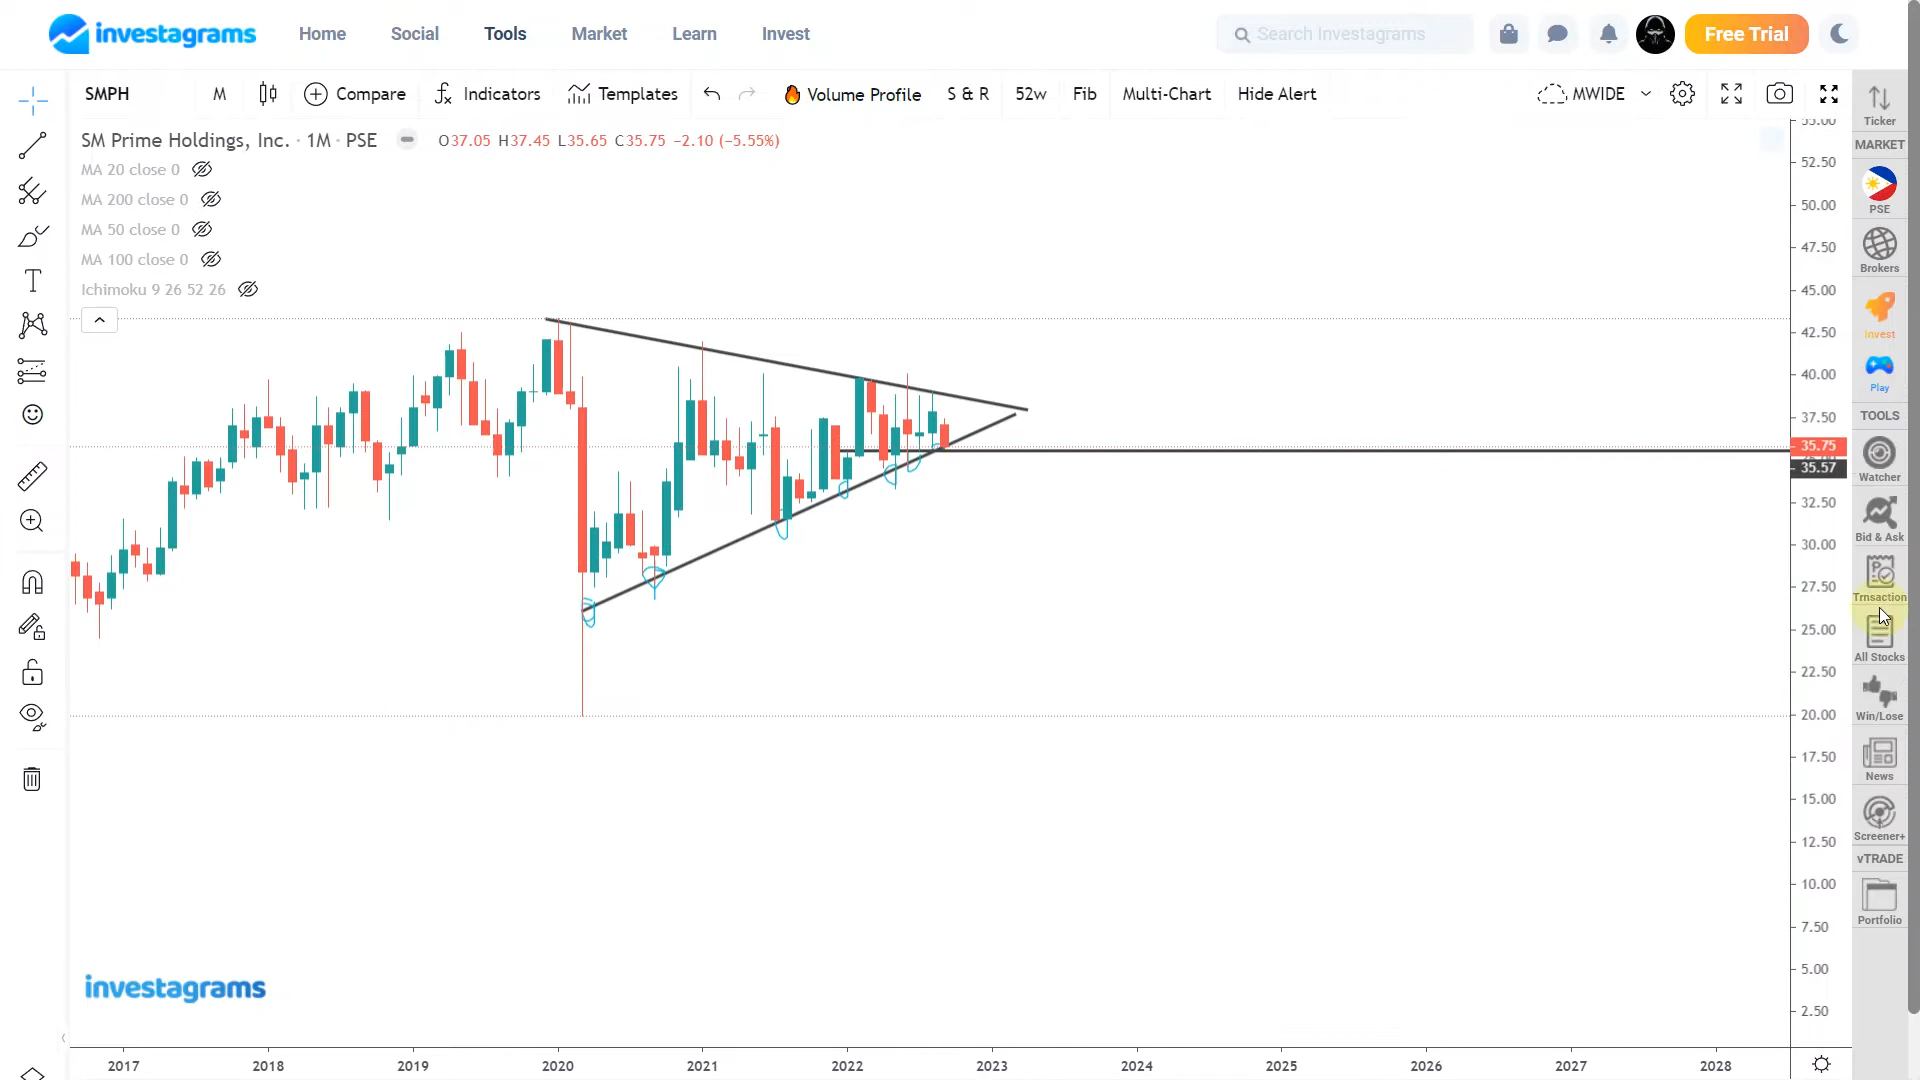 investagrams Home Social Tools Market Learn Invest Search Investagrams Free Trial
SMPH M Compare Indicators Templates Volume Profile S & R 52w Fib Multi-Chart Hide Alert MWIDE
SM Prime Holdings, Inc. · 1M · PSE O37.05 H37.45 L35.65 C35.75 −2.10 (−5.55%)
MA 20 close 0
MA 200 close 0
MA 50 close 0
MA 100 close 0
Ichimoku 9 26 52 26
55.00
52.50
50.00
47.50
45.00
42.50
40.00
37.50
35.75
35.57
32.50
30.00
27.50
25.00
22.50
20.00
17.50
15.00
12.50
10.00
7.50
5.00
2.50
investagrams
2017 2018 2019 2020 2021 2022 2023 2024 2025 2026 2027 2028
Ticker
MARKET
PSE
Brokers
Invest
Play
TOOLS
Watcher
Bid & Ask
Trnsaction
All Stocks
Win/Lose
News
Screener+
vTRADE
Portfolio